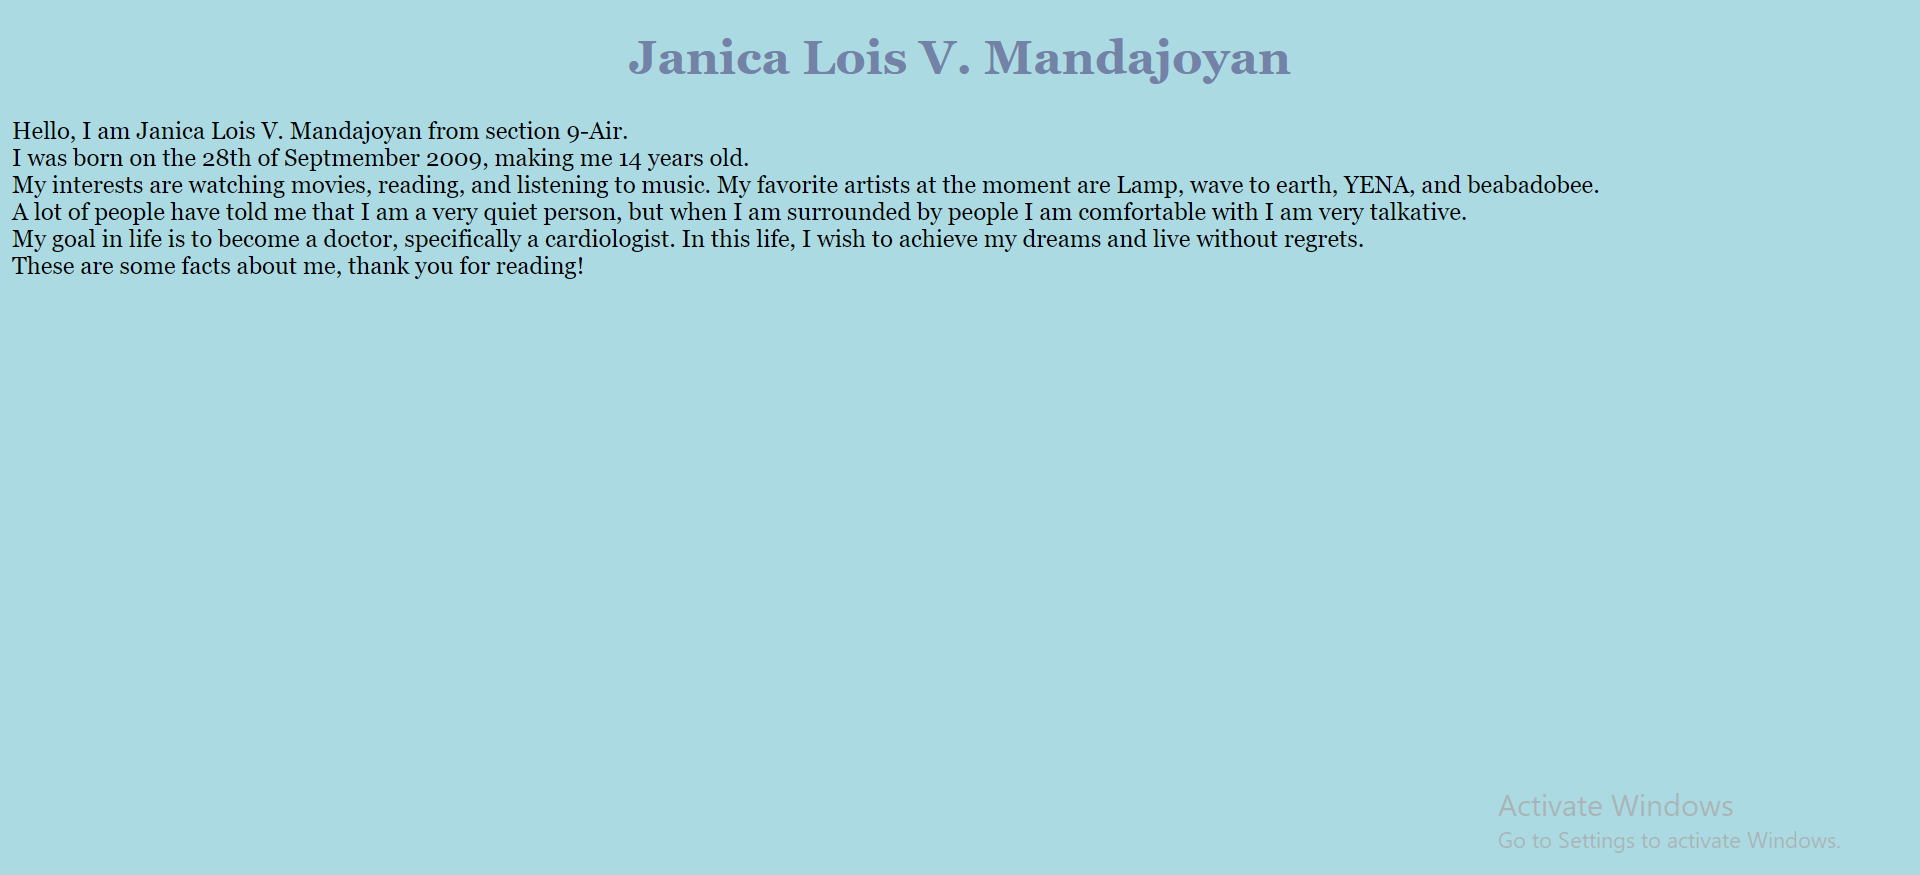 Janica Lois V. Mandajoyan
Hello, I am Janica Lois V. Mandajoyan from section 9-Air.
I was born on the 28th of Septmember 2009, making me 14 years old.
My interests are watching movies, reading, and listening to music. My favorite artists at the moment are Lamp, wave to earth, YENA, and beabadobee.
A lot of people have told me that I am a very quiet person, but when I am surrounded by people I am comfortable with I am very talkative.
My goal in life is to become a doctor, specifically a cardiologist. In this life, I wish to achieve my dreams and live without regrets.
These are some facts about me, thank you for reading!
Activate Windows
Go to Settings to activate Windows.